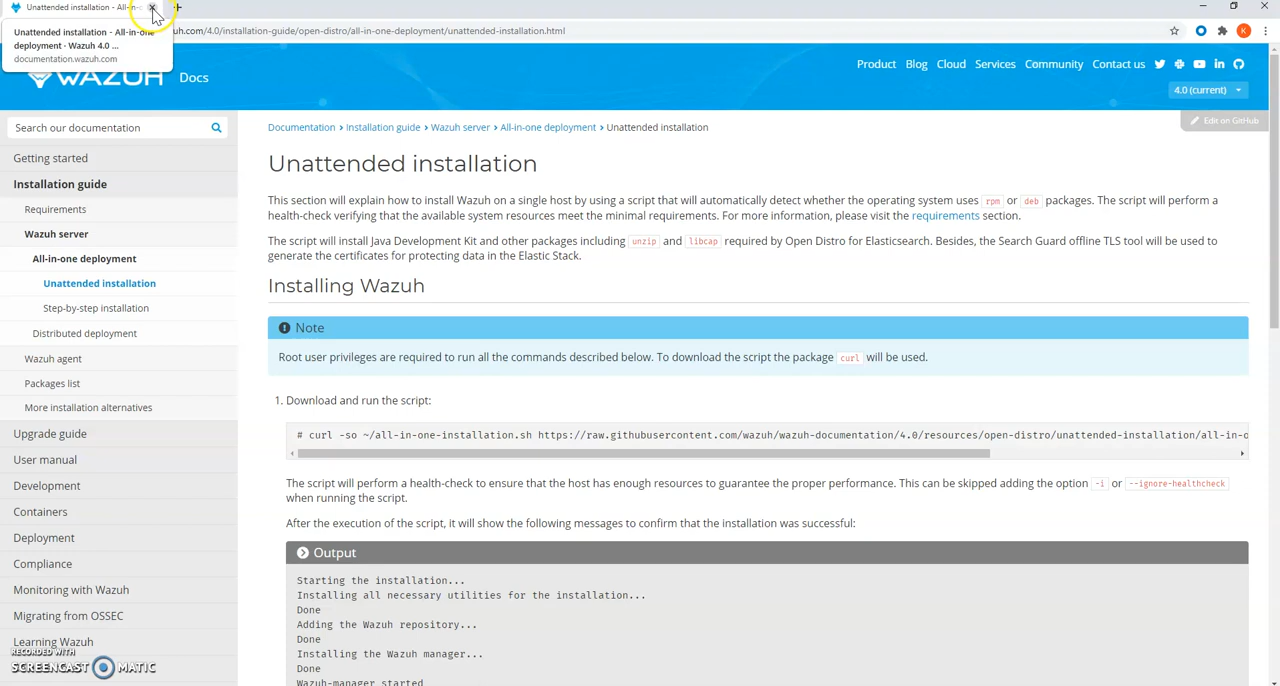 Unattended installation - All-in-o
Unattended installation - All-in-one
deployment · Wazuh 4.0 ...
documentation.wazuh.com
uh.com/4.0/installation-guide/open-distro/all-in-one-deployment/unattended-installation.html
K
WAZUH Docs
Product Blog Cloud Services Community Contact us
4.0 (current)
Search our documentation
Documentation › Installation guide › Wazuh server › All-in-one deployment › Unattended installation
Edit on GitHub
Getting started
Installation guide
Requirements
Wazuh server
All-in-one deployment
Unattended installation
Step-by-step installation
Distributed deployment
Wazuh agent
Packages list
More installation alternatives
Upgrade guide
User manual
Development
Containers
Deployment
Compliance
Monitoring with Wazuh
Migrating from OSSEC
Learning Wazuh
RECORDED WITH
SCREENCAST MATIC
Unattended installation
This section will explain how to install Wazuh on a single host by using a script that will automatically detect whether the operating system uses rpm or deb packages. The script will perform a
health-check verifying that the available system resources meet the minimal requirements. For more information, please visit the requirements section.
The script will install Java Development Kit and other packages including unzip and libcap required by Open Distro for Elasticsearch. Besides, the Search Guard offline TLS tool will be used to
generate the certificates for protecting data in the Elastic Stack.
Installing Wazuh
Note
Root user privileges are required to run all the commands described below. To download the script the package curl will be used.
1. Download and run the script:
# curl -so ~/all-in-one-installation.sh https://raw.githubusercontent.com/wazuh/wazuh-documentation/4.0/resources/open-distro/unattended-installation/all-in-o
The script will perform a health-check to ensure that the host has enough resources to guarantee the proper performance. This can be skipped adding the option -i or --ignore-healthcheck
when running the script.
After the execution of the script, it will show the following messages to confirm that the installation was successful:
Output
Starting the installation...
Installing all necessary utilities for the installation...
Done
Adding the Wazuh repository...
Done
Installing the Wazuh manager...
Done
Wazuh-manager started